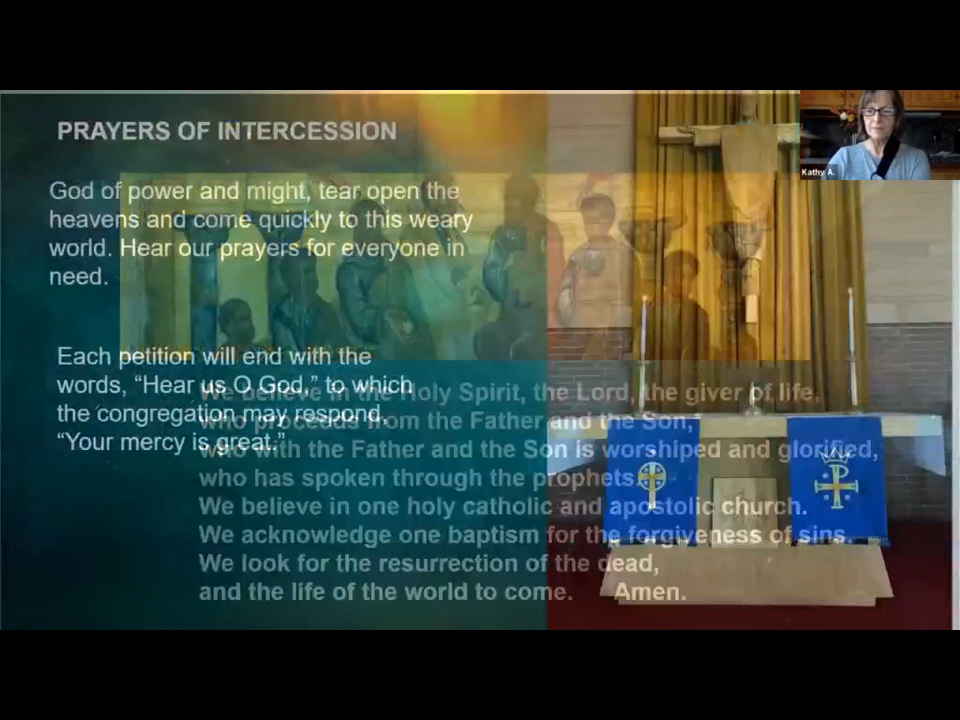 PRAYERS OF INTERCESSION
God of power and might, tear open the
heavens and come quickly to this weary
world. Hear our prayers for everyone in
need.
Each petition will end with the
words, “Hear us O God,” to which
the congregation may respond,
“Your mercy is great.”
We believe in the Holy Spirit, the Lord, the giver of life,
who proceeds from the Father and the Son,
who with the Father and the Son is worshiped and glorified,
who has spoken through the prophets.
We believe in one holy catholic and apostolic church.
We acknowledge one baptism for the forgiveness of sins.
We look for the resurrection of the dead,
and the life of the world to come. Amen.
Kathy A.